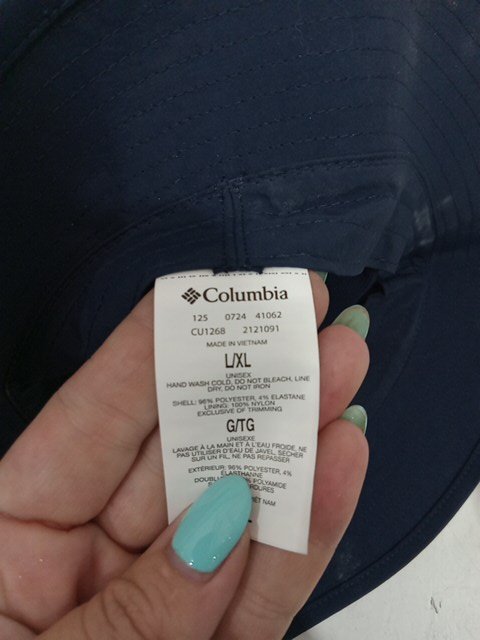 Columbia
125 0724 41062
CU1268 2121091
MADE IN VIETNAM
L/XL
UNISEX
HAND WASH COLD, DO NOT BLEACH, LINE
DRY, DO NOT IRON
SHELL: 96% POLYESTER, 4% ELASTANE
LINING: 100% NYLON
EXCLUSIVE OF TRIMMING
G/TG
UNISEXE
LAVAGE À LA MAIN ET À L'EAU FROIDE, NE
PAS UTILISER D'EAU DE JAVEL, SÉCHER
SUR UN FIL, NE PAS REPASSER
EXTÉRIEUR: 96% POLYESTER, 4%
ÉLASTHANNE
POLYAMIDE